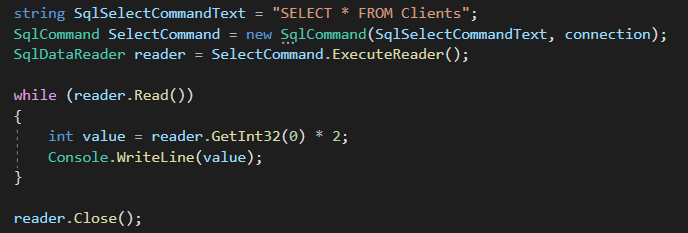 string SqlSelectCommandText = "SELECT * FROM Clients";
SqlCommand SelectCommand = new SqlCommand(SqlSelectCommandText, connection);
SqlDataReader reader = SelectCommand.ExecuteReader();
while (reader.Read())
{
int value = reader.GetInt32(0) * 2;
Console.WriteLine(value);
}
reader.Close();